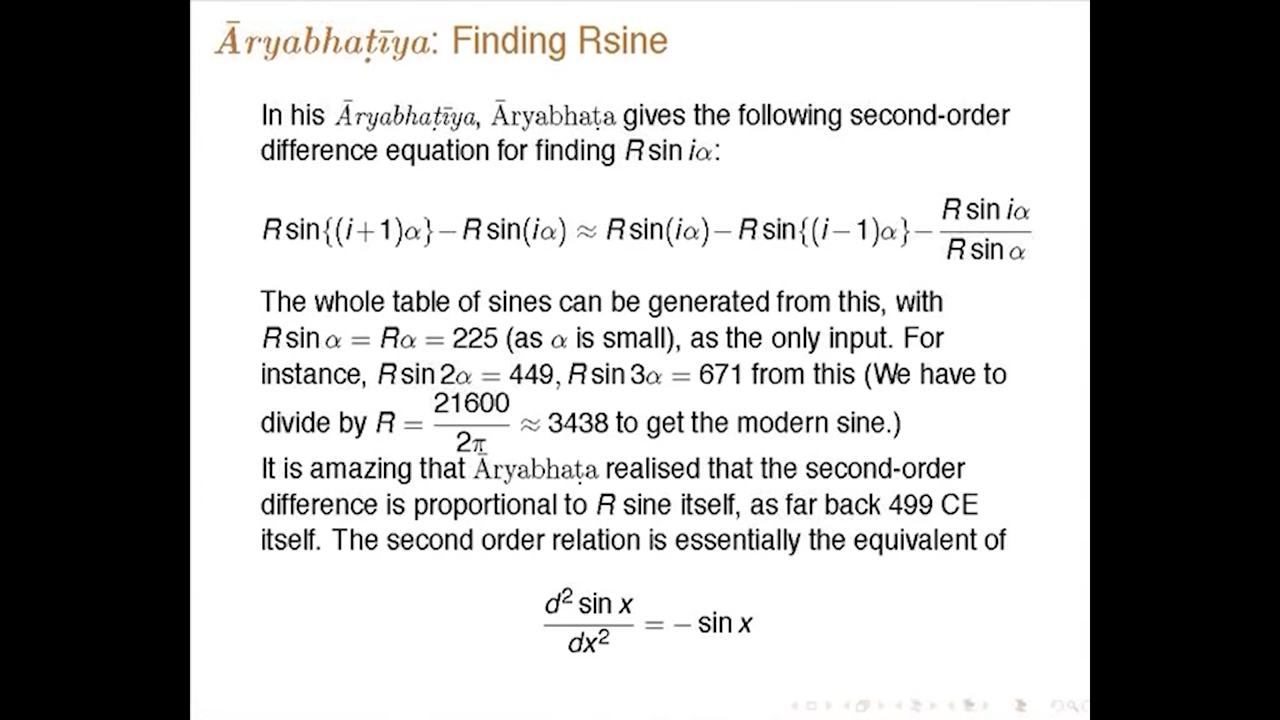 Āryabhaṭīya: Finding Rsine
In his Āryabhaṭīya, Āryabhaṭa gives the following second-order
difference equation for finding R sin iα:
R sin{(i+1)α} − R sin(iα) ≈ R sin(iα) − R sin{(i−1)α} − \frac{R sin iα}{R sin α}
The whole table of sines can be generated from this, with
R sin α = Rα = 225 (as α is small), as the only input. For
instance, R sin 2α = 449, R sin 3α = 671 from this (We have to
divide by R = \frac{21600}{2π} ≈ 3438 to get the modern sine.)
It is amazing that Āryabhaṭa realised that the second-order
difference is proportional to R sine itself, as far back 499 CE
itself. The second order relation is essentially the equivalent of
\frac{d² sin x}{dx²} = − sin x